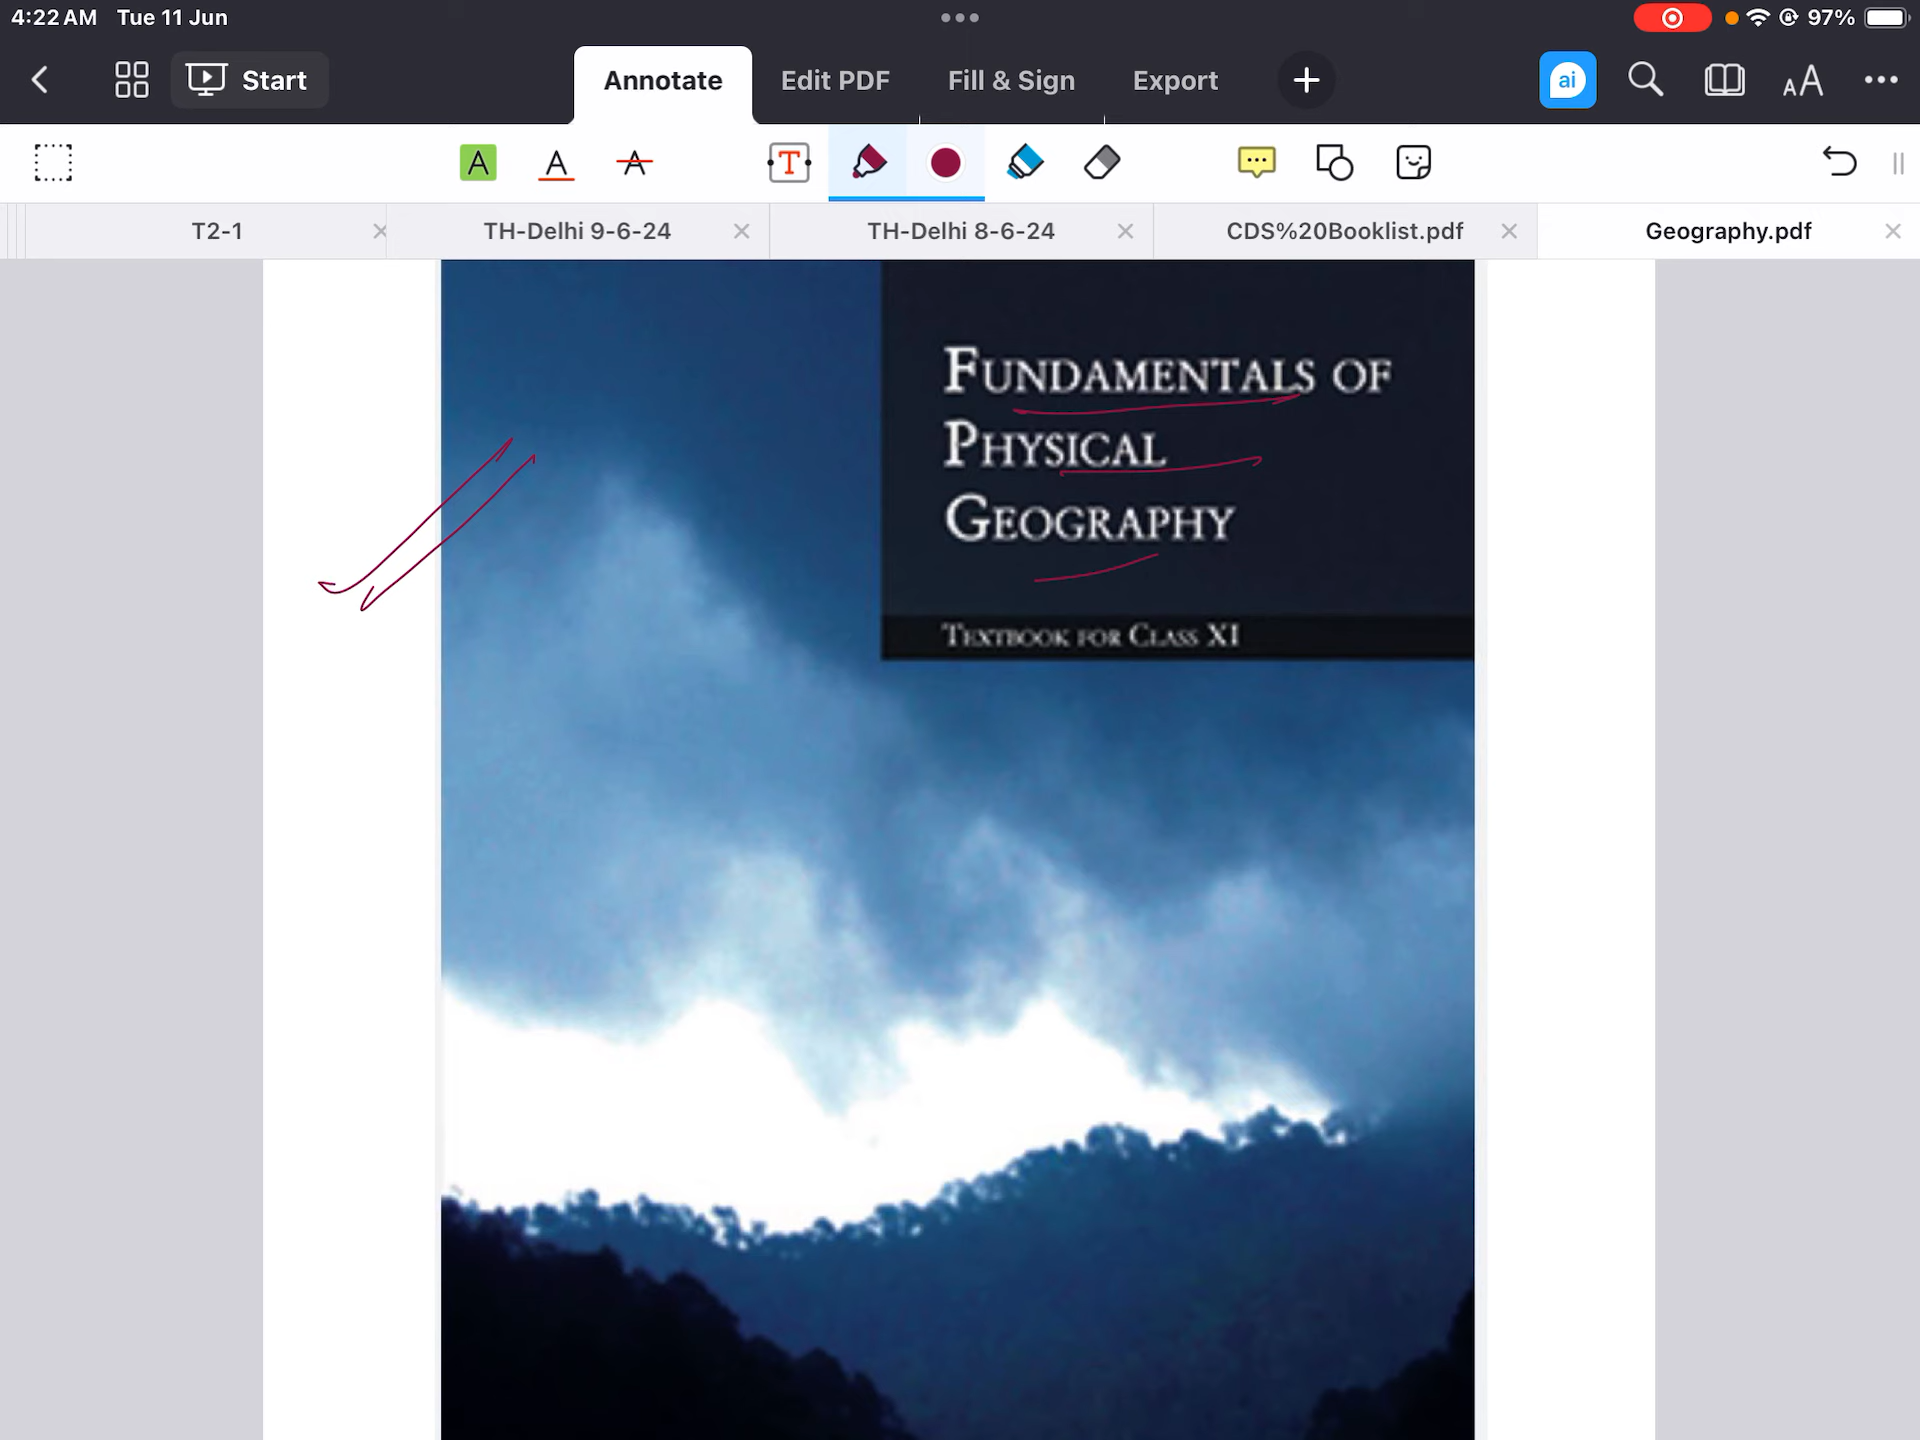 4:22 AM Tue 11 Jun
97%
Start
Annotate
Edit PDF
Fill & Sign
Export
ai
AA
A A A T
T2-1
TH-Delhi 9-6-24
TH-Delhi 8-6-24
CDS%20Booklist.pdf
Geography.pdf
FUNDAMENTALS OF
PHYSICAL
GEOGRAPHY
TEXTBOOK FOR CLASS XI